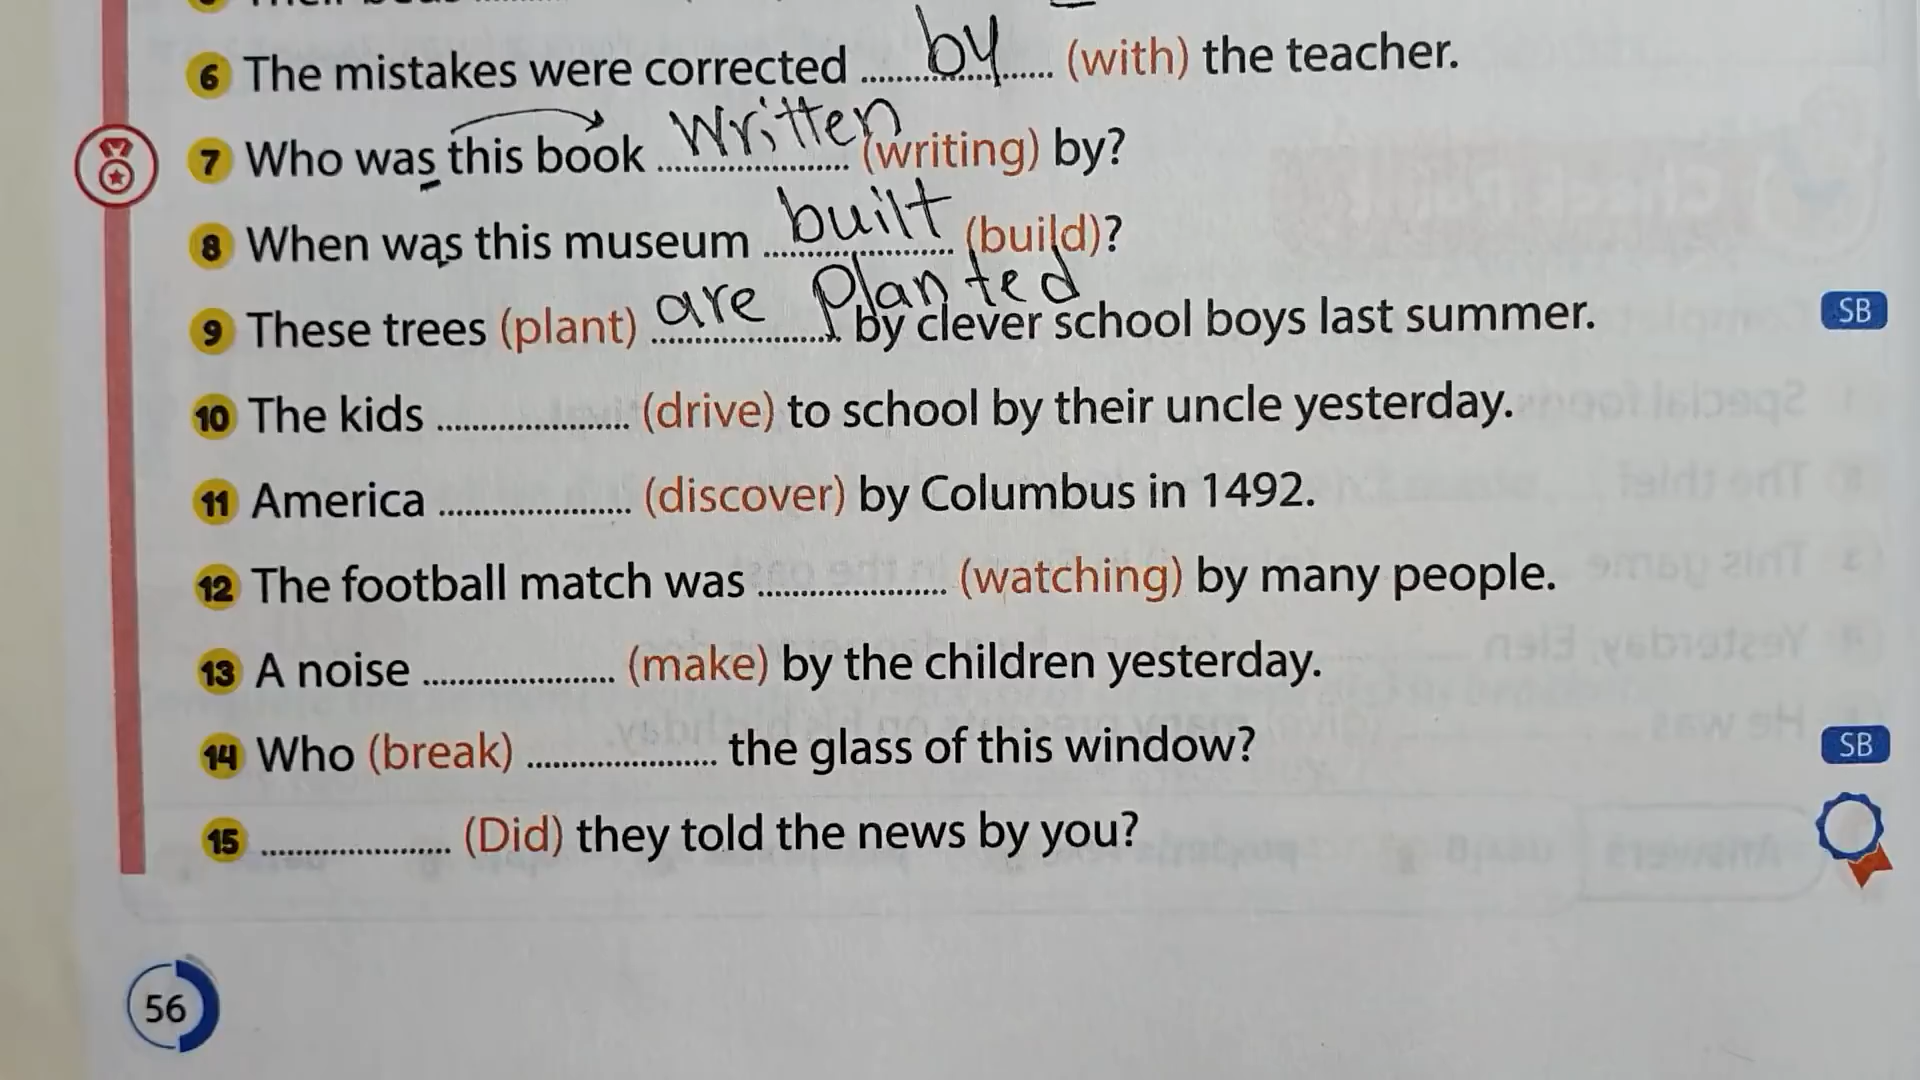 6 The mistakes were corrected .................... by (with) the teacher.
7 Who was this book .................... Written (writing) by?
8 When was this museum .................... built (build)?
9 These trees (plant) .................... are Planted by clever school boys last summer. SB
10 The kids .................... (drive) to school by their uncle yesterday.
11 America .................... (discover) by Columbus in 1492.
12 The football match was .................... (watching) by many people.
13 A noise .................... (make) by the children yesterday.
14 Who (break) .................... the glass of this window? SB
15 .................... (Did) they told the news by you?
56